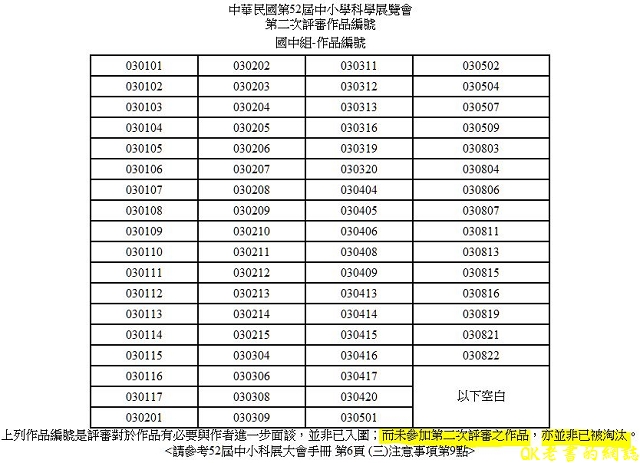 中華民國第52屆中小學科學展覽會
第二次評審作品編號
國中組-作品編號
030101 030202 030311 030502
030102 030203 030312 030504
030103 030204 030313 030507
030104 030205 030316 030509
030105 030206 030319 030803
030106 030207 030320 030804
030107 030208 030404 030806
030108 030209 030405 030807
030109 030210 030406 030811
030110 030211 030408 030813
030111 030212 030409 030815
030112 030213 030413 030816
030113 030214 030414 030819
030114 030215 030415 030821
030115 030304 030416 030822
030116 030306 030417 以下空白
030117 030308 030420
030201 030309 030501
上列作品編號是評審對於作品有必要與作者進一步面談，並非已入圍；而未參加第二次評審之作品，亦並非已被淘汰。
<請參考52屆中小科展大會手冊 第6頁 (三)注意事項第9點>
QK老爹的網誌